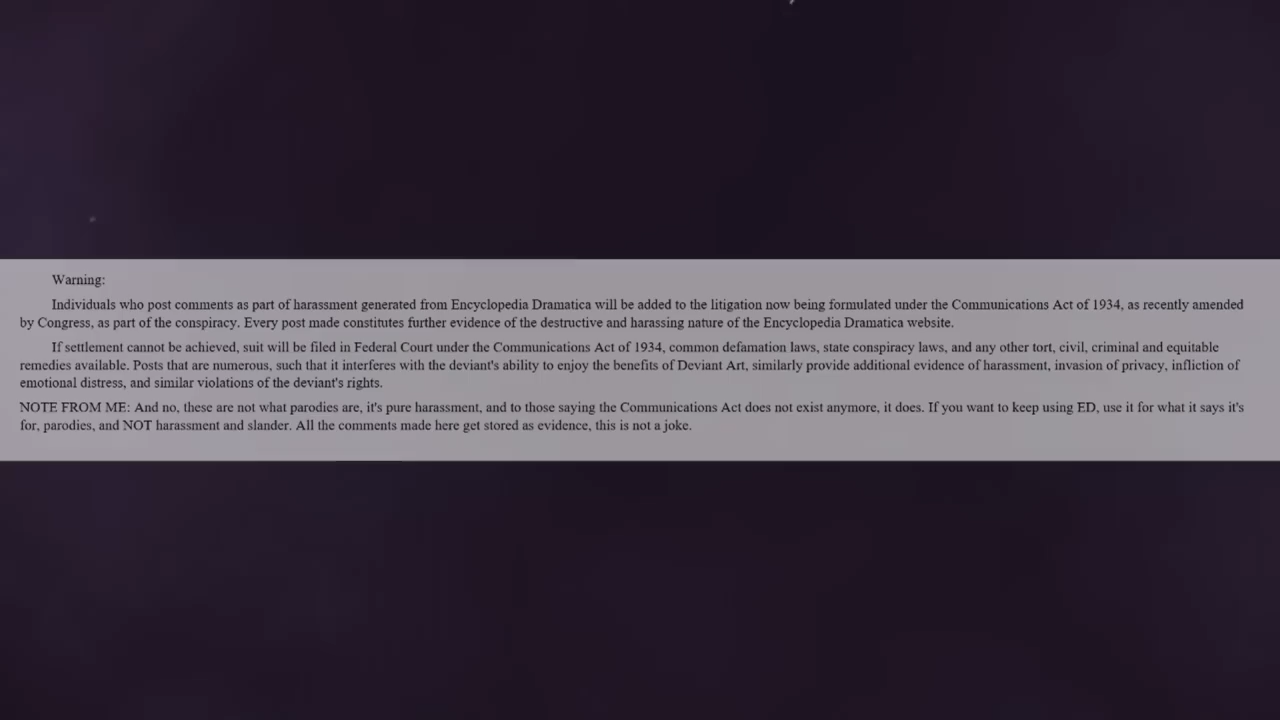 Warning:
Individuals who post comments as part of harassment generated from Encyclopedia Dramatica will be added to the litigation now being formulated under the Communications Act of 1934, as recently amended
by Congress, as part of the conspiracy. Every post made constitutes further evidence of the destructive and harassing nature of the Encyclopedia Dramatica website.
If settlement cannot be achieved, suit will be filed in Federal Court under the Communications Act of 1934, common defamation laws, state conspiracy laws, and any other tort, civil, criminal and equitable
remedies available. Posts that are numerous, such that it interferes with the deviant's ability to enjoy the benefits of Deviant Art, similarly provide additional evidence of harassment, invasion of privacy, infliction of
emotional distress, and similar violations of the deviant's rights.
NOTE FROM ME: And no, these are not what parodies are, it's pure harassment, and to those saying the Communications Act does not exist anymore, it does. If you want to keep using ED, use it for what it says it's
for, parodies, and NOT harassment and slander. All the comments made here get stored as evidence, this is not a joke.